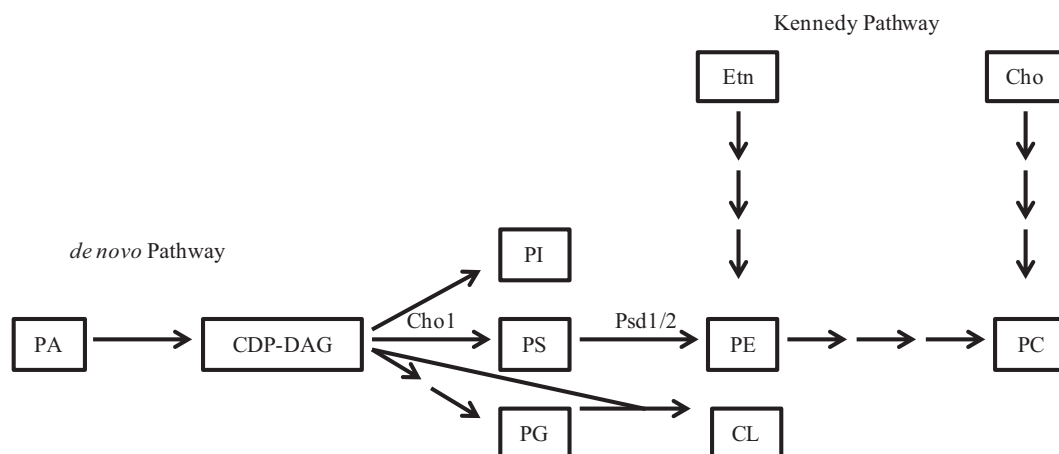 Kennedy Pathway
Etn
Cho
de novo Pathway
PI
Cho1
Psd1/2
PA
CDP-DAG
PS
PE
PC
PG
CL